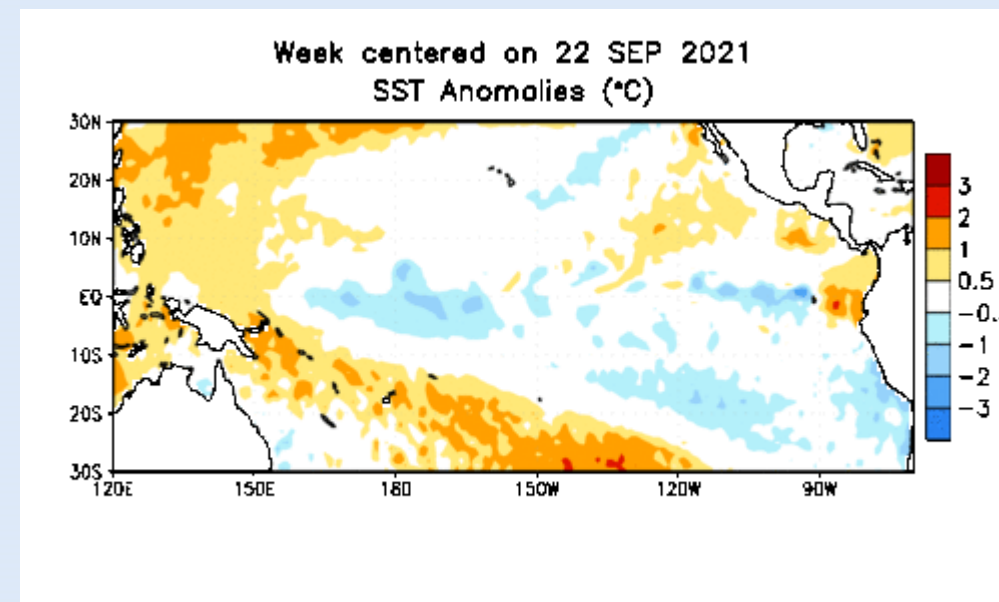 Week centered on 22 SEP 2021
SST Anomalies (°C)
30N
20N
10N
EQ
10S
20S
30S
120E 150E 180 150W 120W 90W
3
2
1
0.5
-0.
-1
-2
-3